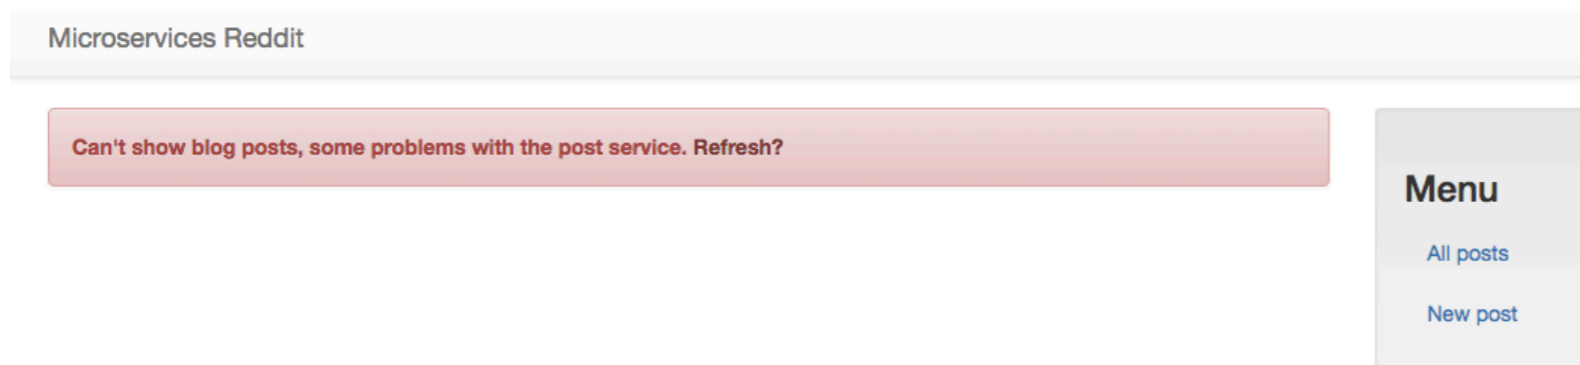 Microservices Reddit
Can't show blog posts, some problems with the post service. Refresh?
Menu
All posts
New post